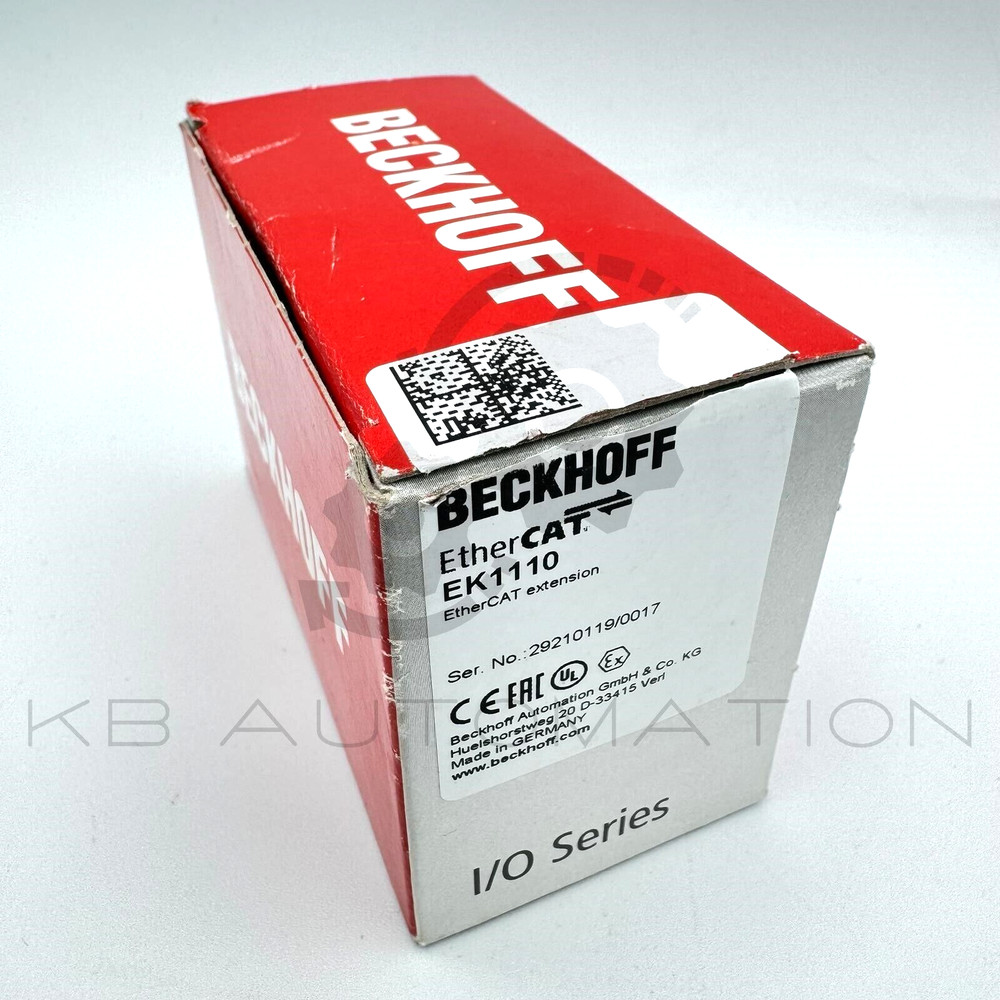 BECKHOFF
BECKHOFF
BECKHOFF
EtherCAT
EK1110
EtherCAT extension
Ser. No.:29210119/0017
CE EAC UL Ex
Beckhoff Automation GmbH & Co. KG
Huelshorstweg 20 D-33415 Verl
Made in GERMANY
www.beckhoff.com
I/O Series
KB AUTOMATION